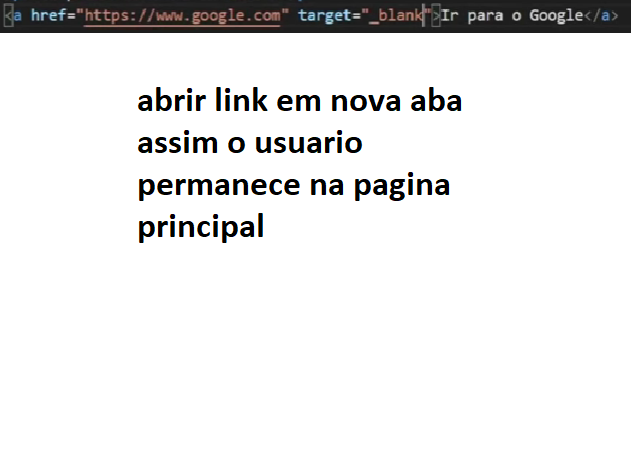 <a href="https://www.google.com" target="_blank">Ir para o Google</a>
abrir link em nova aba
assim o usuario
permanece na pagina
principal